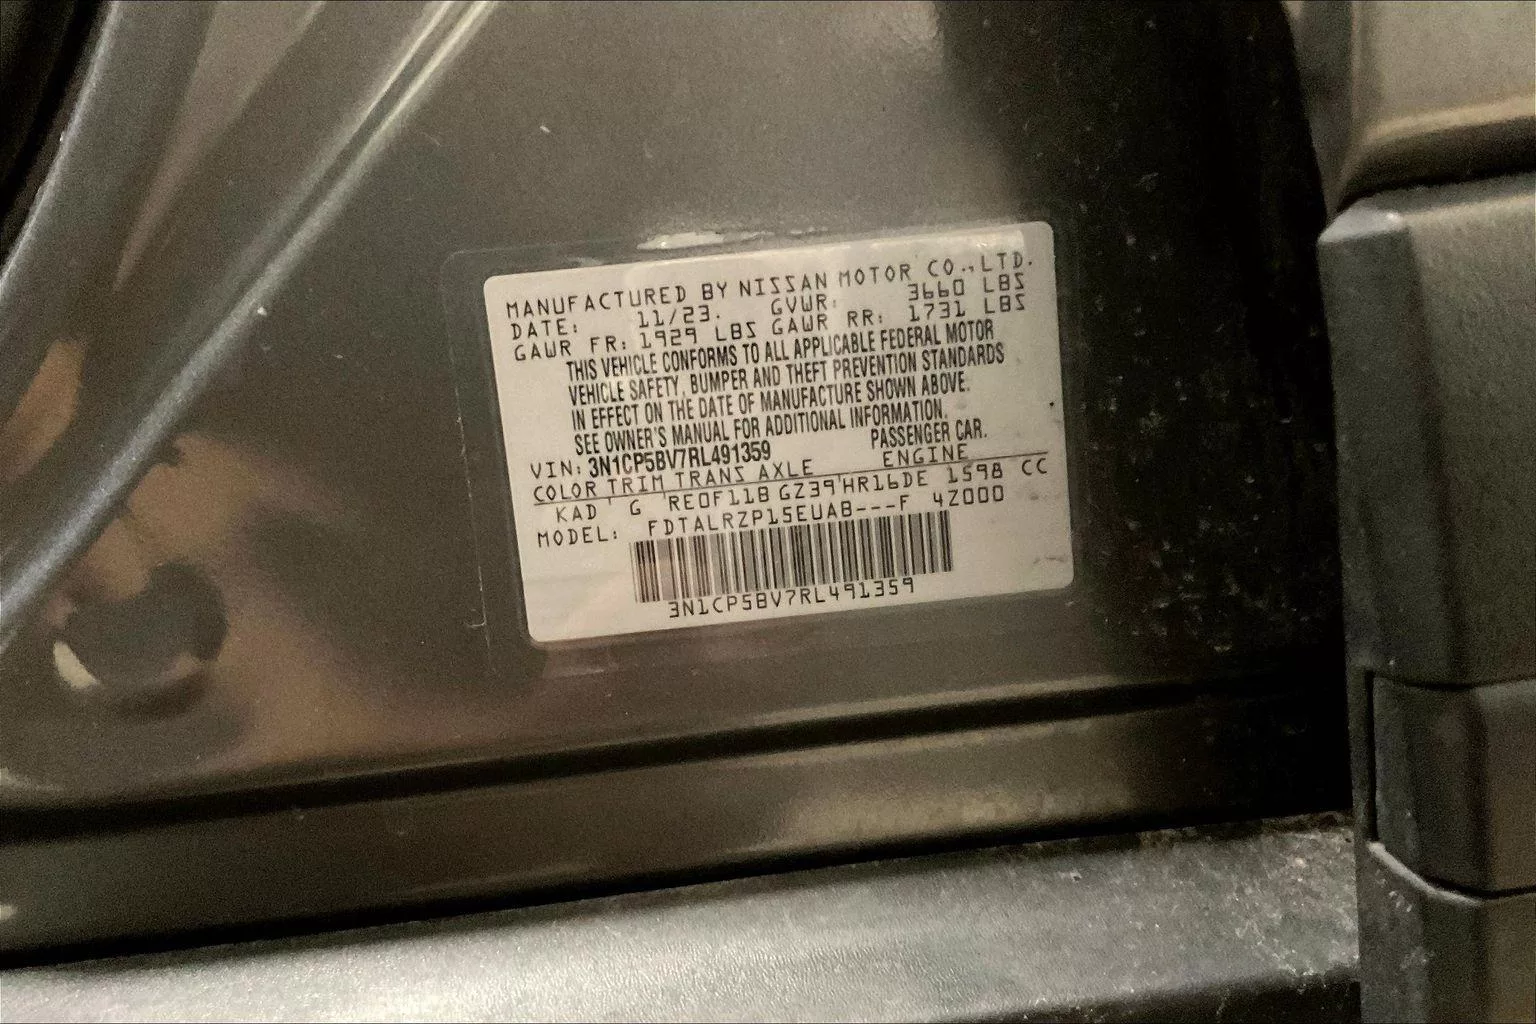 MANUFACTURED BY NISSAN MOTOR CO.,LTD.
DATE: 11/23. GVWR: 3660 LBS
GAWR FR: 1929 LBS GAWR RR: 1731 LBS
THIS VEHICLE CONFORMS TO ALL APPLICABLE FEDERAL MOTOR
VEHICLE SAFETY, BUMPER AND THEFT PREVENTION STANDARDS
IN EFFECT ON THE DATE OF MANUFACTURE SHOWN ABOVE.
SEE OWNER'S MANUAL FOR ADDITIONAL INFORMATION.
VIN: 3N1CP5BV7RL491359 PASSENGER CAR.
COLOR TRIM TRANS AXLE ENGINE
KAD G RE0F11B GZ39 HR16DE 1598 CC
MODEL: FDTALRZP15EUAB---F 4Z000
3N1CP5BV7RL491359